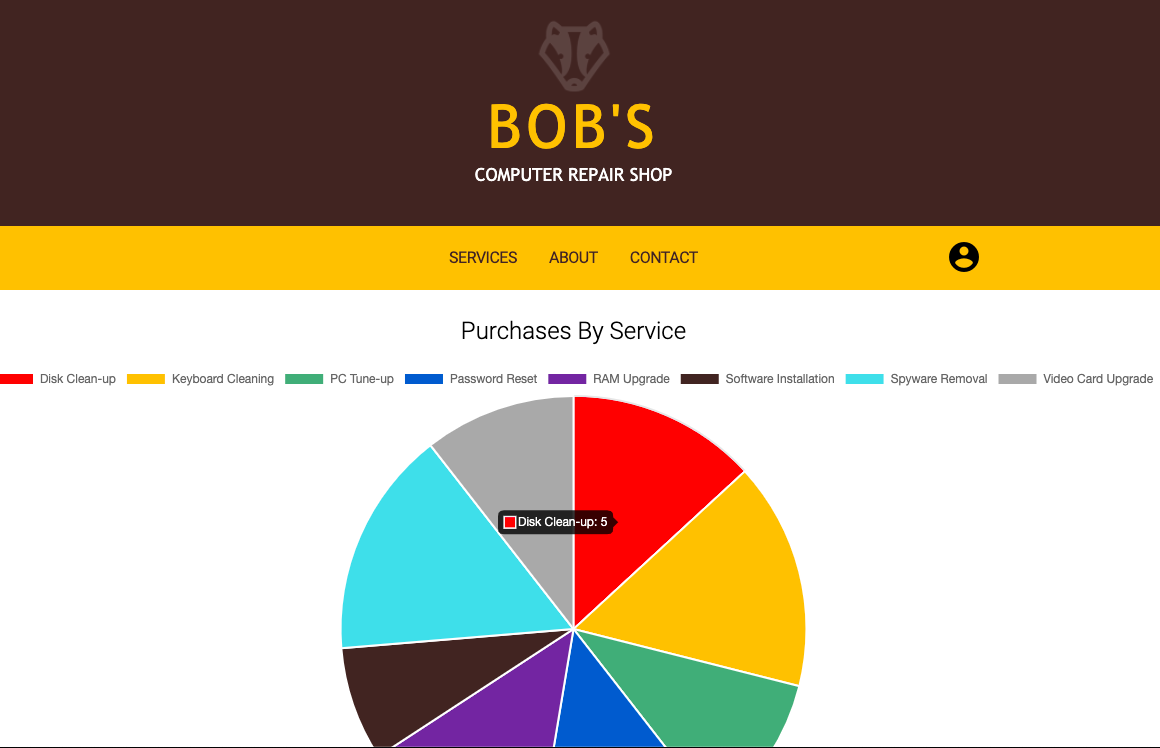 BOB'S
COMPUTER REPAIR SHOP
SERVICES ABOUT CONTACT
Purchases By Service
Disk Clean-up Keyboard Cleaning PC Tune-up Password Reset RAM Upgrade Software Installation Spyware Removal Video Card Upgrade
Disk Clean-up: 5